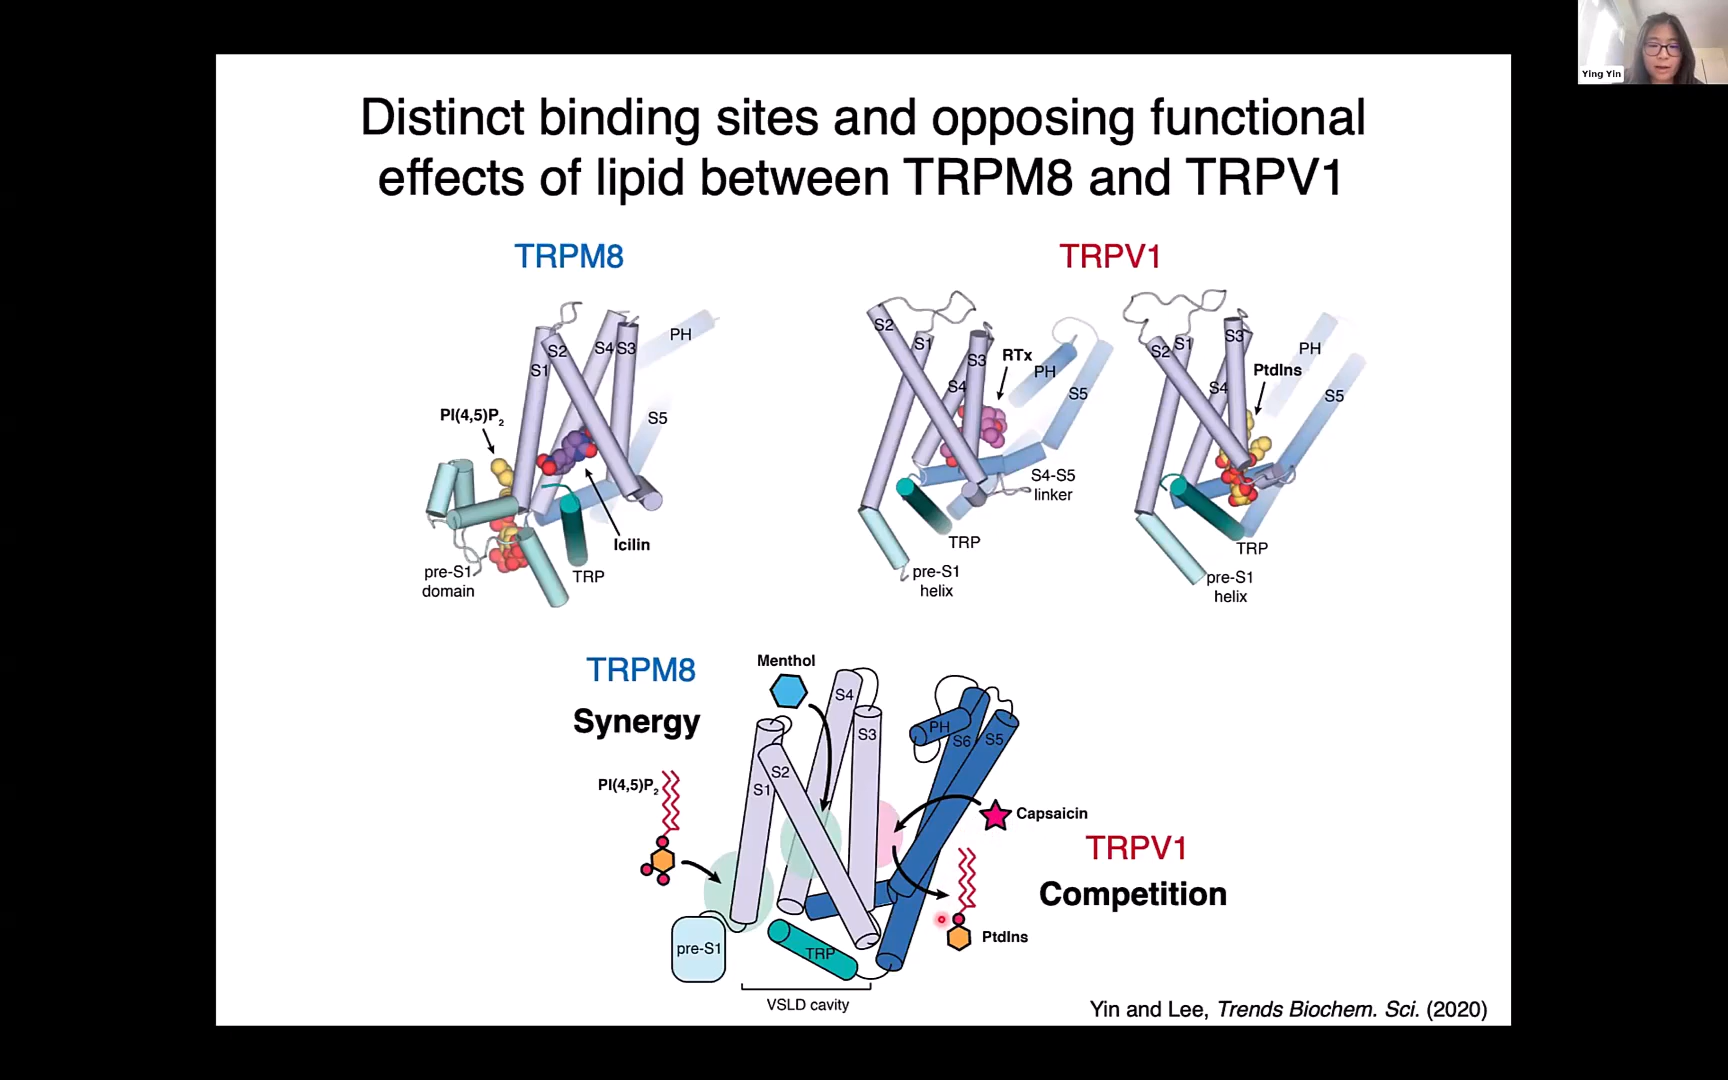 Ying Yin
Distinct binding sites and opposing functional
effects of lipid between TRPM8 and TRPV1
TRPM8
PI(4,5)P2
S1
S2
S4
S3
PH
S5
Icilin
TRP
pre-S1
domain
TRPV1
S2
S1
S3
S4
RTx
PH
S5
S4-S5
linker
TRP
pre-S1
helix
S2
S1
S3
S4
PtdIns
PH
S5
TRP
pre-S1
helix
TRPM8
Synergy
Menthol
PI(4,5)P2
S4
S3
S2
S1
PH
S6
S5
Capsaicin
TRPV1
Competition
PtdIns
pre-S1
TRP
VSLD cavity
Yin and Lee, Trends Biochem. Sci. (2020)